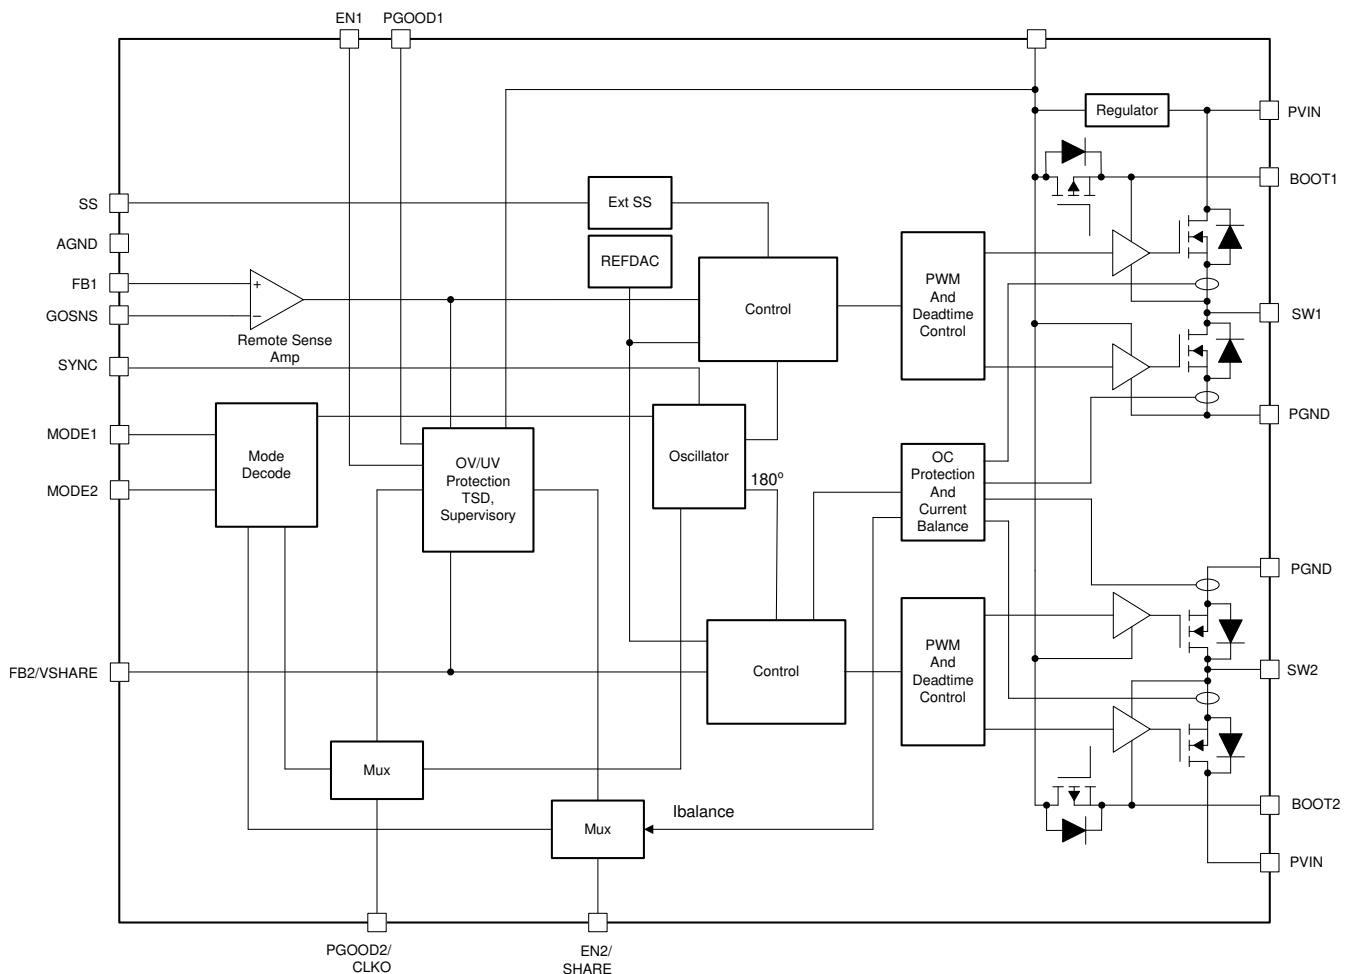 EN1
PGOOD1
Regulator
PVIN
BOOT1
SS
Ext SS
AGND
REFDAC
FB1
+
GOSNS
–
Remote Sense
Amp
Control
PWM
And
Deadtime
Control
SW1
SYNC
MODE1
MODE2
Mode
Decode
OV/UV
Protection
TSD,
Supervisory
Oscillator
180°
OC
Protection
And
Current
Balance
PGND
PGND
FB2/VSHARE
Control
PWM
And
Deadtime
Control
SW2
Mux
Mux
Ibalance
BOOT2
PVIN
PGOOD2/
CLKO
EN2/
SHARE